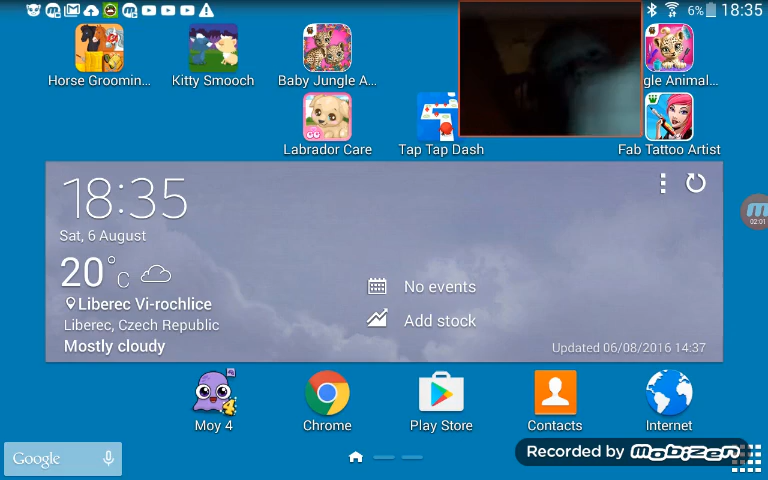 6% 18:35
Horse Groomin...
Kitty Smooch
Baby Jungle A...
gle Animal...
Labrador Care
Tap Tap Dash
Fab Tattoo Artist
18:35
Sat, 6 August
20°C
Liberec Vi-rochlice
Liberec, Czech Republic
Mostly cloudy
No events
Add stock
Updated 06/08/2016 14:37
02:01
Moy 4
Chrome
Play Store
Contacts
Internet
Google
Recorded by Mobizen